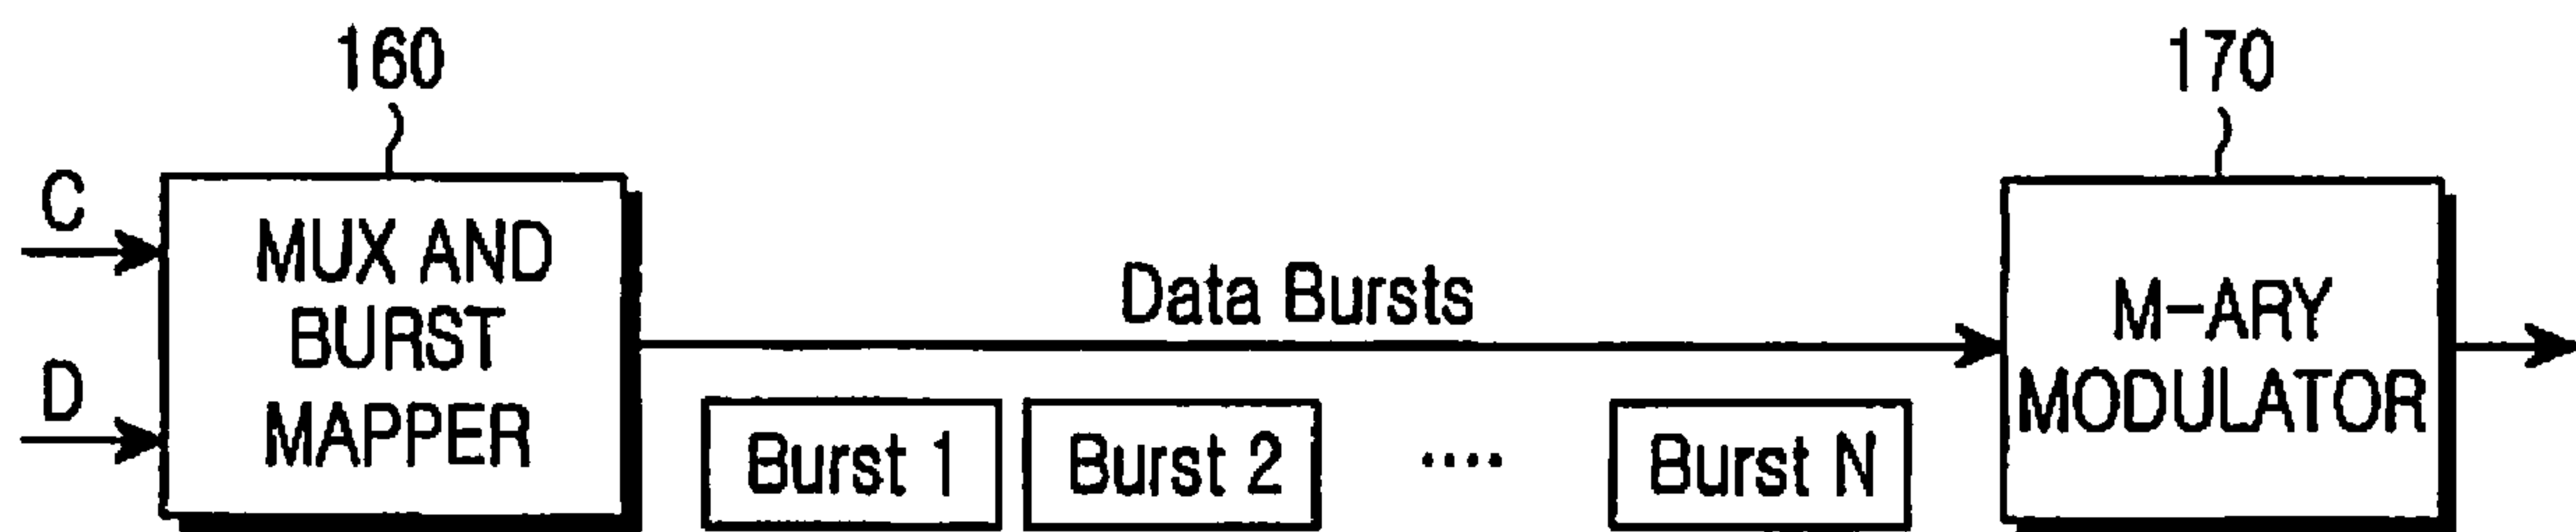 160
170
C
MUX AND
BURST
MAPPER
D
Data Bursts
Burst 1
Burst 2
....
Burst N
M-ARY
MODULATOR